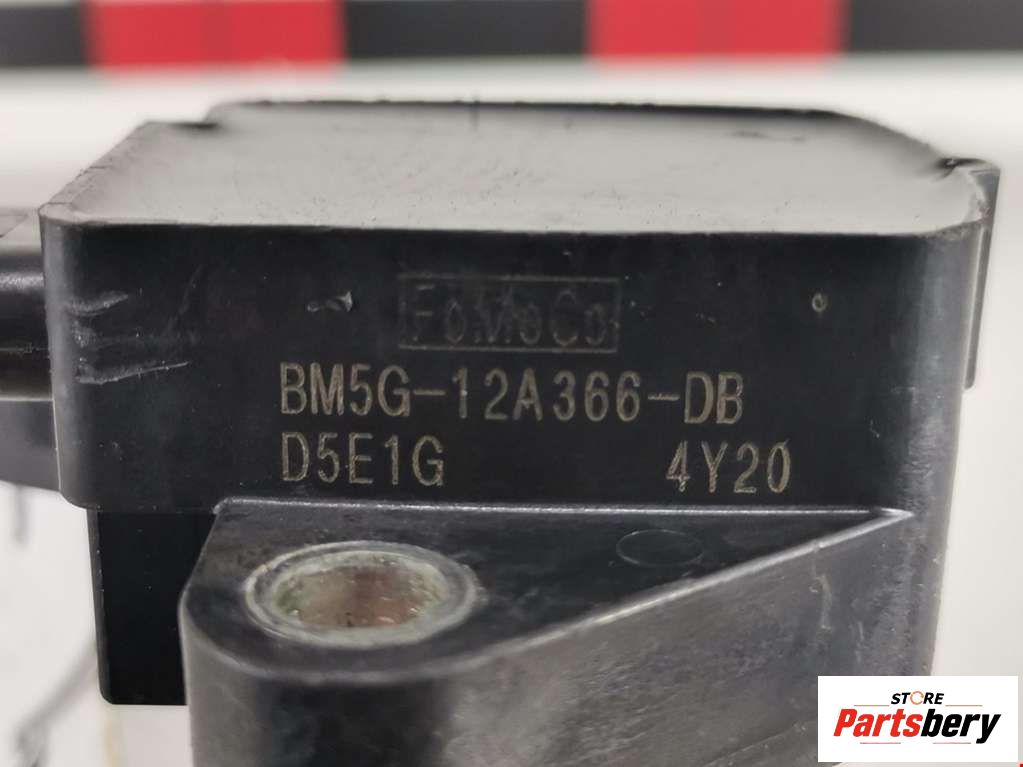 FoMoCo
BM5G-12A366-DB
D5E1G 4Y20
STORE
Partsbery